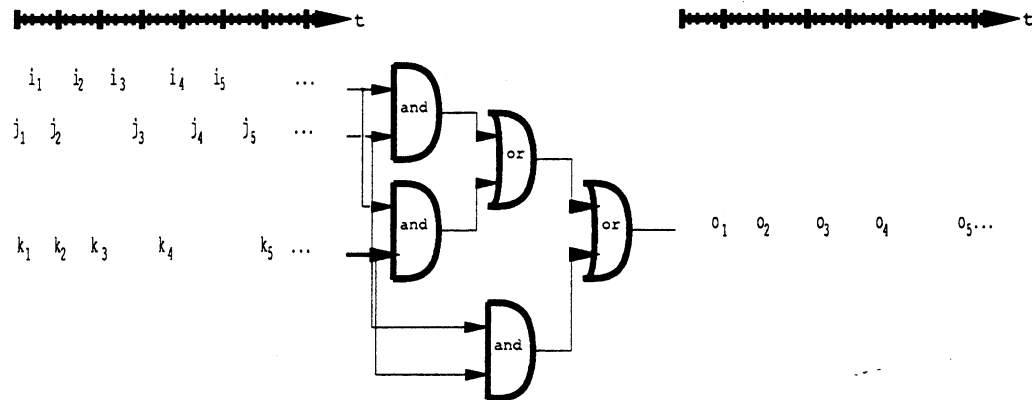 t
t
i₁ i₂ i₃ i₄ i₅ ...
and
j₁ j₂ j₃ j₄ j₅ ...
or
and
or
o₁ o₂ o₃ o₄ o₅...
k₁ k₂ k₃ k₄ k₅ ...
and